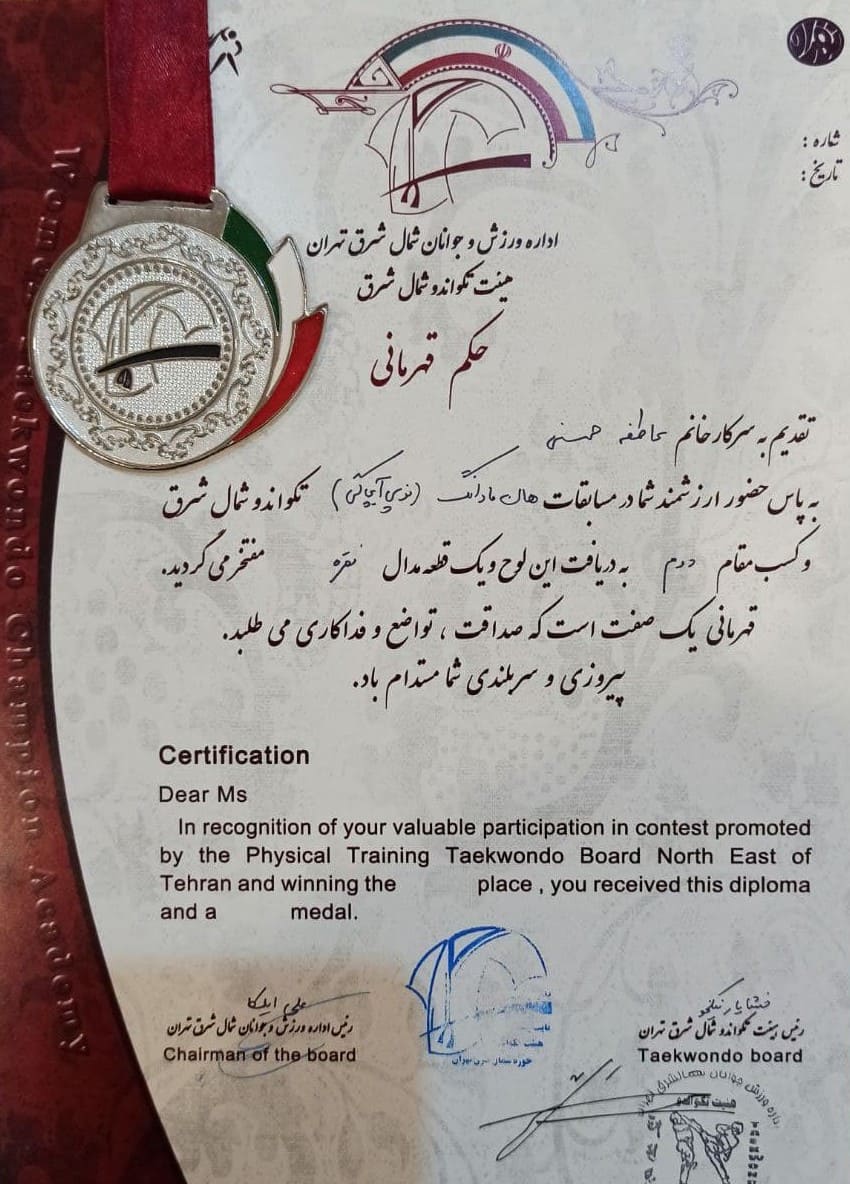 شماره :
تاریخ :
اداره ورزش و جوانان شمال شرق تهران
هیئت تکواندو شمال شرق
حکم قهرمانی
تقدیم به سرکار خانم عاطفه حسنی
به پاس حضور ارزشمند شما در مسابقات هان مادانگ تکواندو شمال شرق
و کسب مقام دوم به دریافت این لوح و یک قطعه مدال نقره مفتخر می گردید.
قهرمانی یک صفت است که صداقت ، تواضع و فداکاری می طلبد.
پیروزی و سربلندی شما مستدام باد.
Certification
Dear Ms
In recognition of your valuable participation in contest promoted
by the Physical Training Taekwondo Board North East of
Tehran and winning the place , you received this diploma
and a medal.
رئیس هیئت تکواندو شمال شرق تهران
Taekwondo board
علی
رئیس اداره ورزش و جوانان شمال شرق تهران
Chairman of the board
هیئت تکواندو
Women Taekwondo Champion Academy